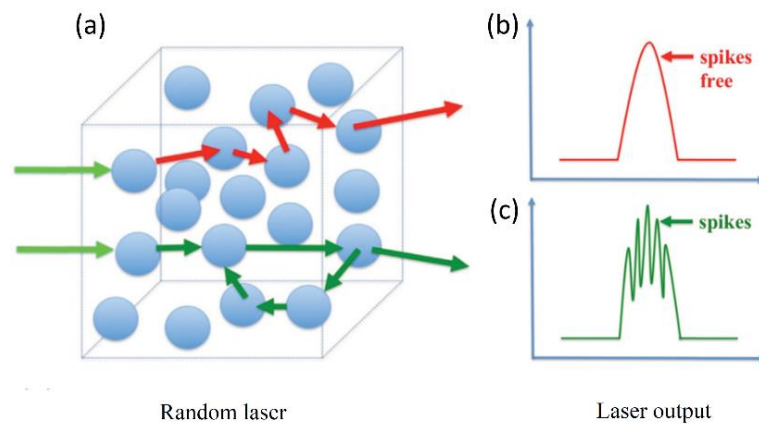 (a)
(b)
spikes
free
(c)
spikes
Random laser
Laser output